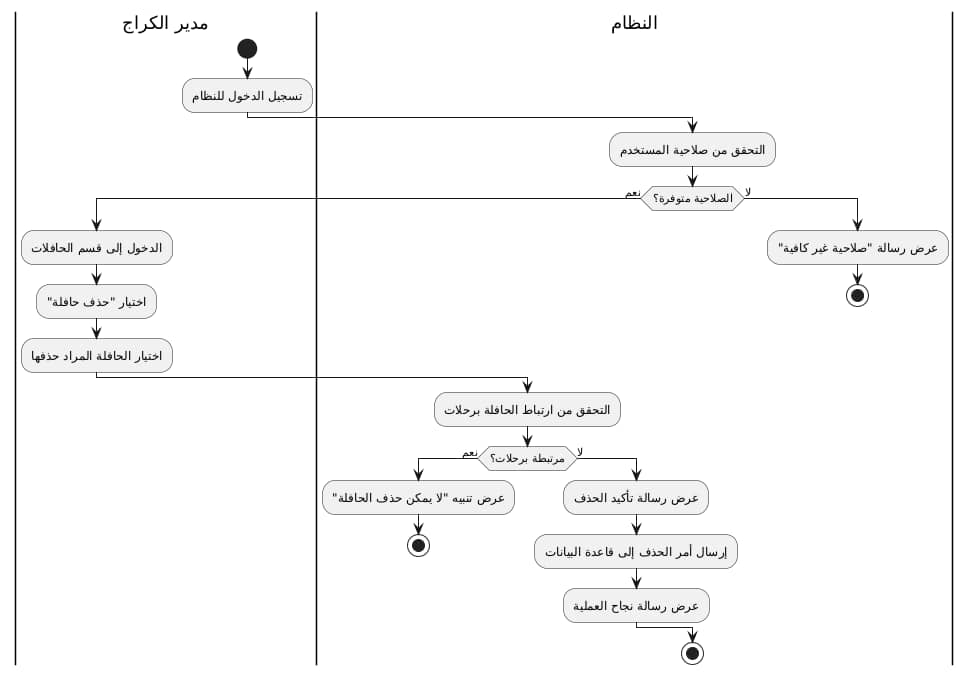 مدير الكراج
النظام
تسجيل الدخول للنظام
التحقق من صلاحية المستخدم
الصلاحية متوفرة؟
نعم
لا
الدخول إلى قسم الحافلات
عرض رسالة "صلاحية غير كافية"
اختيار "حذف حافلة"
اختيار الحافلة المراد حذفها
التحقق من ارتباط الحافلة برحلات
مرتبطة برحلات؟
نعم
لا
عرض تنبيه "لا يمكن حذف الحافلة"
عرض رسالة تأكيد الحذف
إرسال أمر الحذف إلى قاعدة البيانات
عرض رسالة نجاح العملية